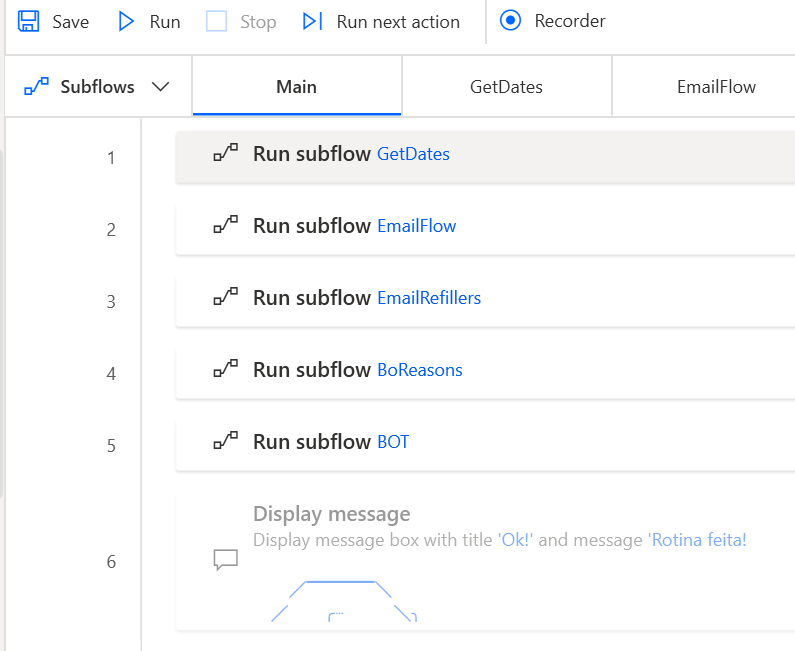 Save Run Stop Run next action Recorder
Subflows Main GetDates EmailFlow
1 Run subflow GetDates
2 Run subflow EmailFlow
3 Run subflow EmailRefillers
4 Run subflow BoReasons
5 Run subflow BOT
Display message
Display message box with title 'Ok!' and message 'Rotina feita!
6